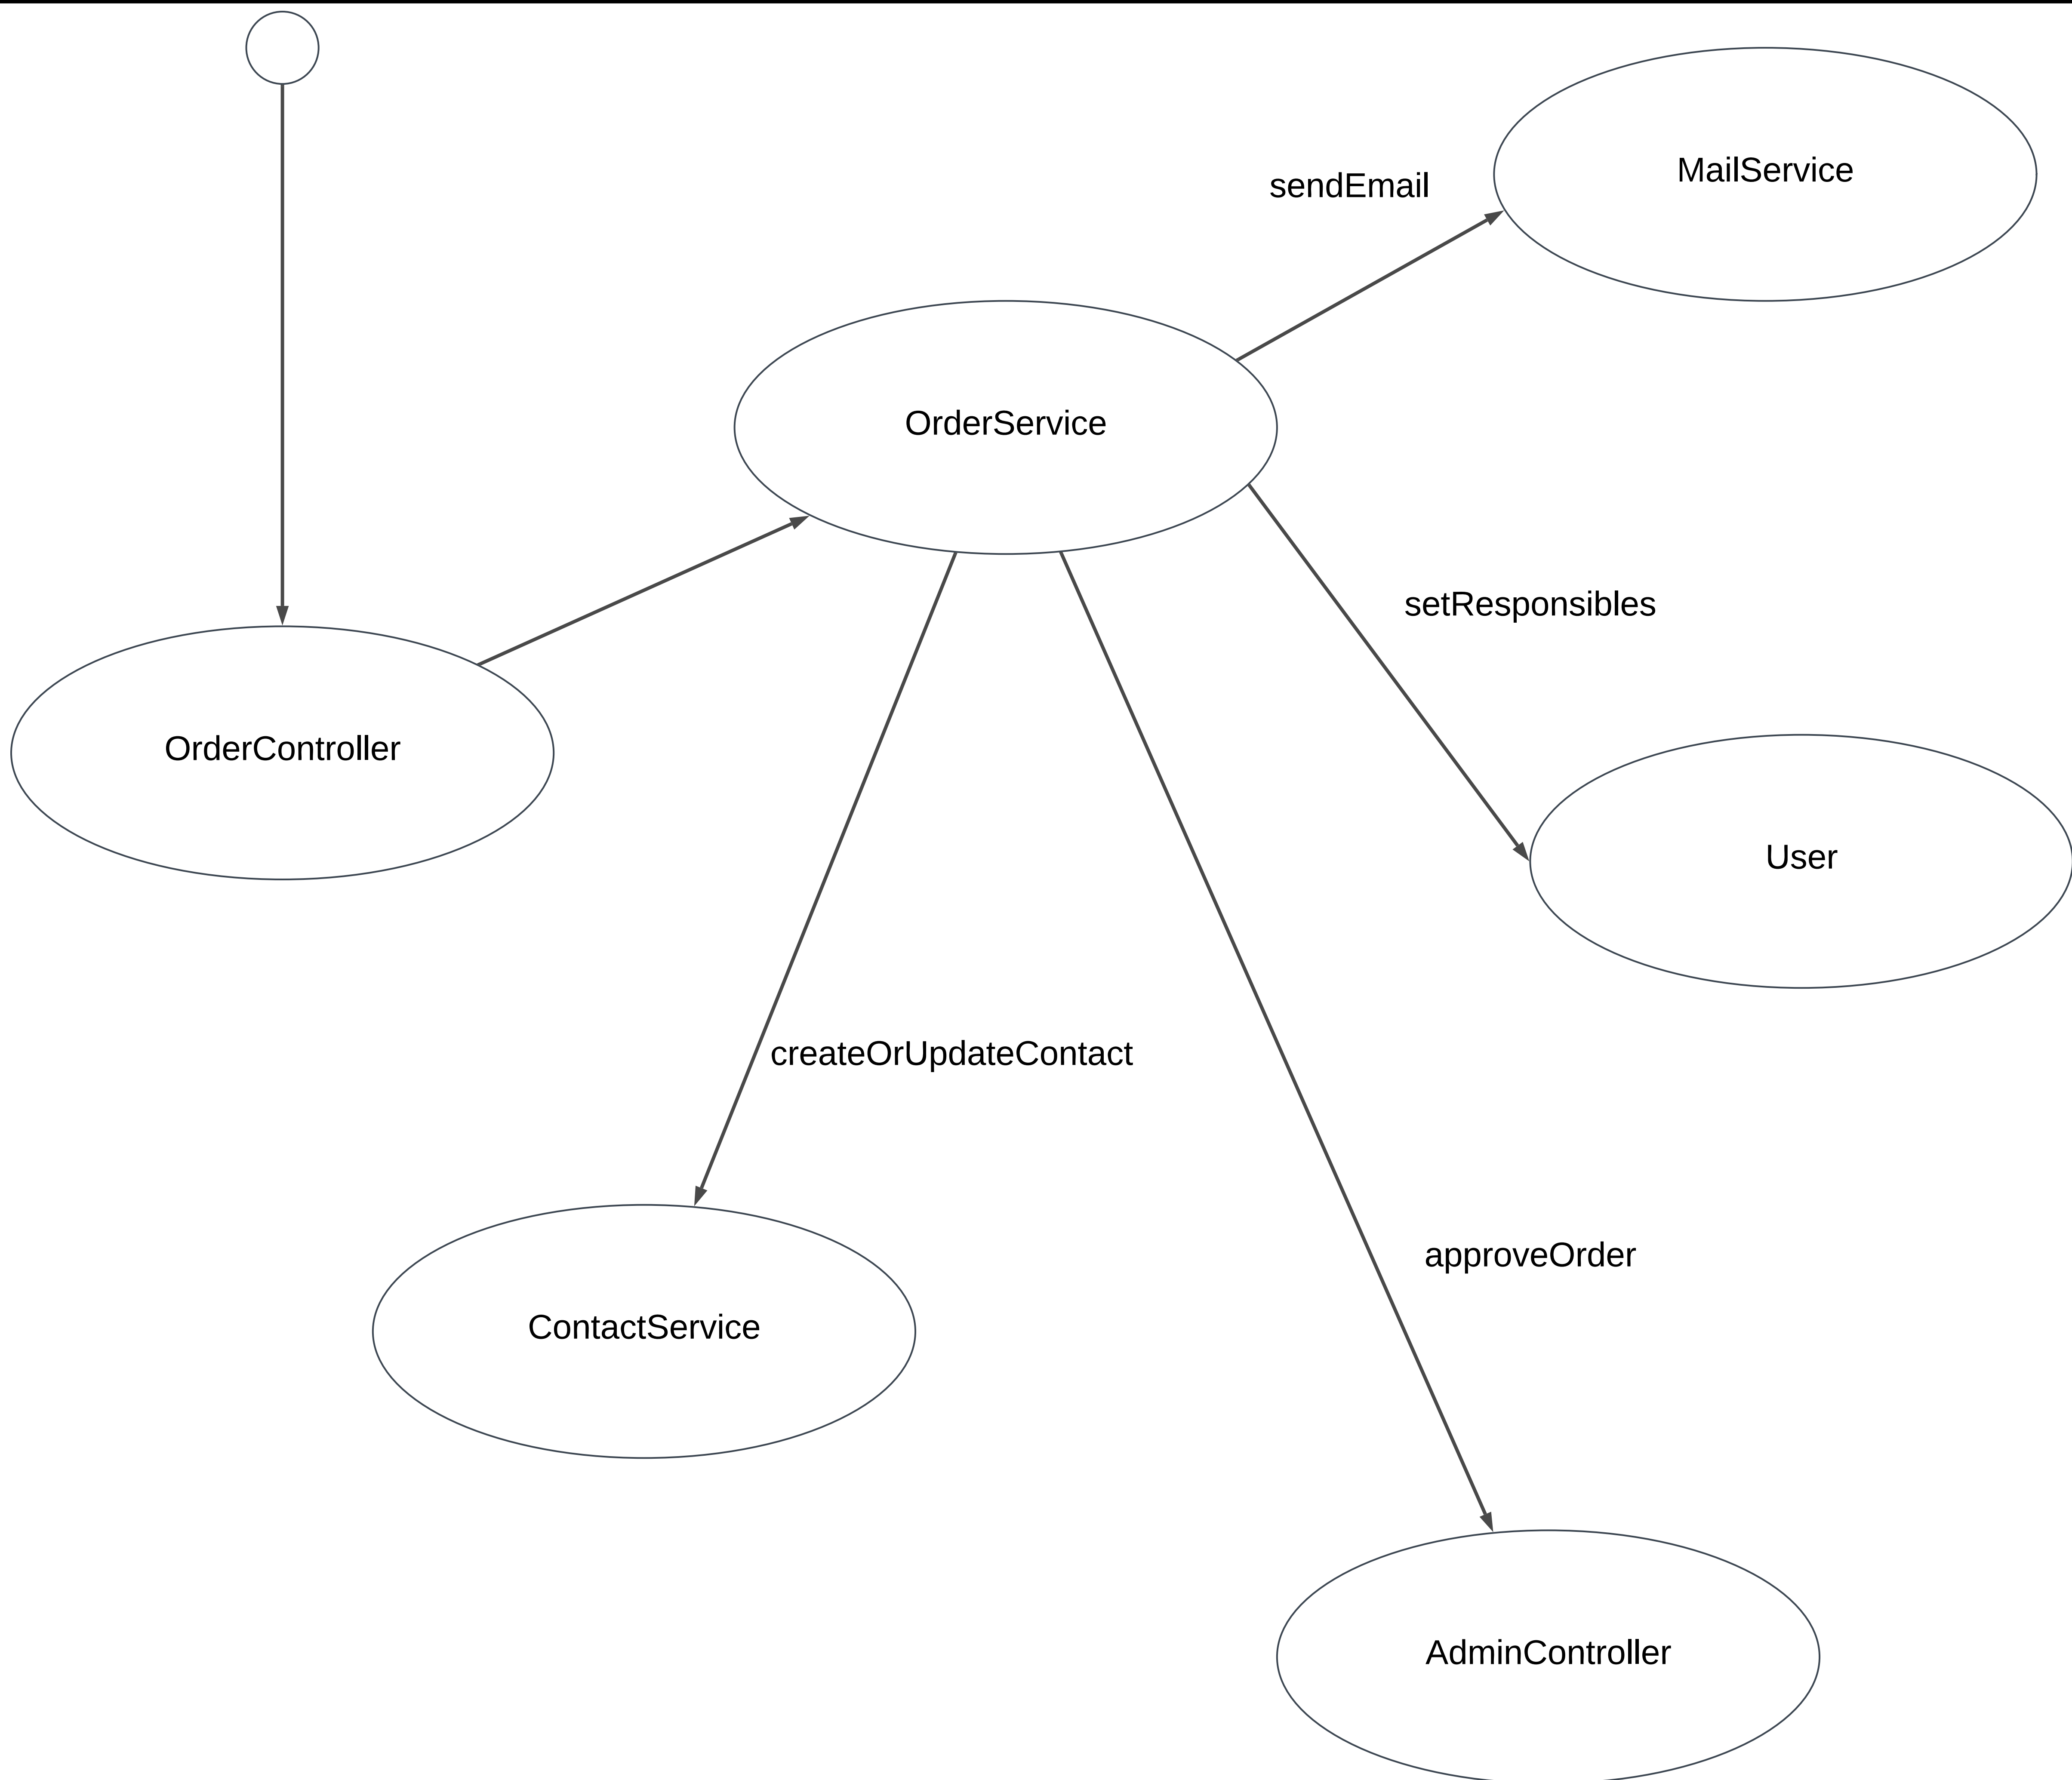 MailService
sendEmail
OrderService
setResponsibles
OrderController
User
createOrUpdateContact
approveOrder
ContactService
AdminController